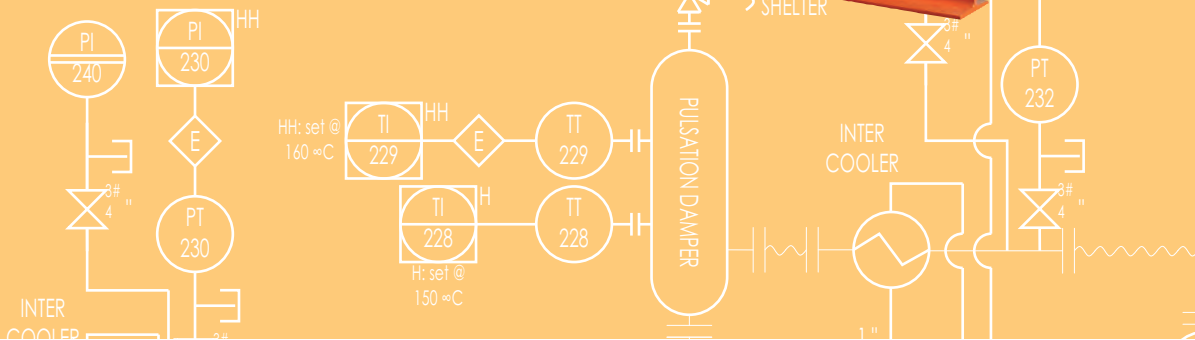 PI
240
PI
230
HH
E
PT
230
3#
4 "
INTER
COOLER
3#
HH: set @
160 ∞C
TI
229
HH
E
TT
229
TI
228
H
TT
228
H: set @
150 ∞C
SHELTER
PULSATION DAMPER
3#
4 "
INTER
COOLER
PT
232
3#
4 "
1 "